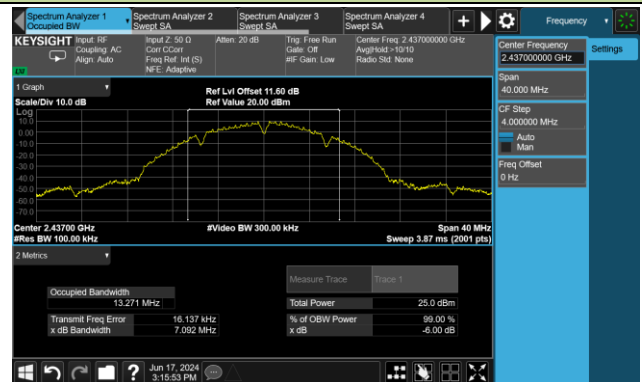 Spectrum Analyzer 1
Occupied BW
Spectrum Analyzer 2
Swept SA
Spectrum Analyzer 3
Swept SA
Spectrum Analyzer 4
Swept SA
Frequency
KEYSIGHT
Input: RF
Coupling: AC
Align: Auto
Input Z: 50 Ω
Corr CCorr
Freq Ref: Int (S)
NFE: Adaptive
Atten: 20 dB
Trig: Free Run
Gate: Off
#IF Gain: Low
Center Freq: 2.437000000 GHz
Avg|Hold:>10/10
Radio Std: None
Center Frequency
2.437000000 GHz
Settings
Span
40.000 MHz
CF Step
4.000000 MHz
Auto
Man
Freq Offset
0 Hz
1 Graph
Scale/Div 10.0 dB
Ref Lvl Offset 11.60 dB
Ref Value 20.00 dBm
Log
10.0
0.00
-10.0
-20.0
-30.0
-40.0
-50.0
-60.0
-70.0
Center 2.43700 GHz
#Res BW 100.00 kHz
#Video BW 300.00 kHz
Span 40 MHz
Sweep 3.87 ms (2001 pts)
2 Metrics
Measure Trace
Trace 1
Occupied Bandwidth
13.271 MHz
Total Power
25.0 dBm
Transmit Freq Error
16.137 kHz
% of OBW Power
99.00 %
x dB Bandwidth
7.092 MHz
x dB
-6.00 dB
Jun 17, 2024
3:15:53 PM